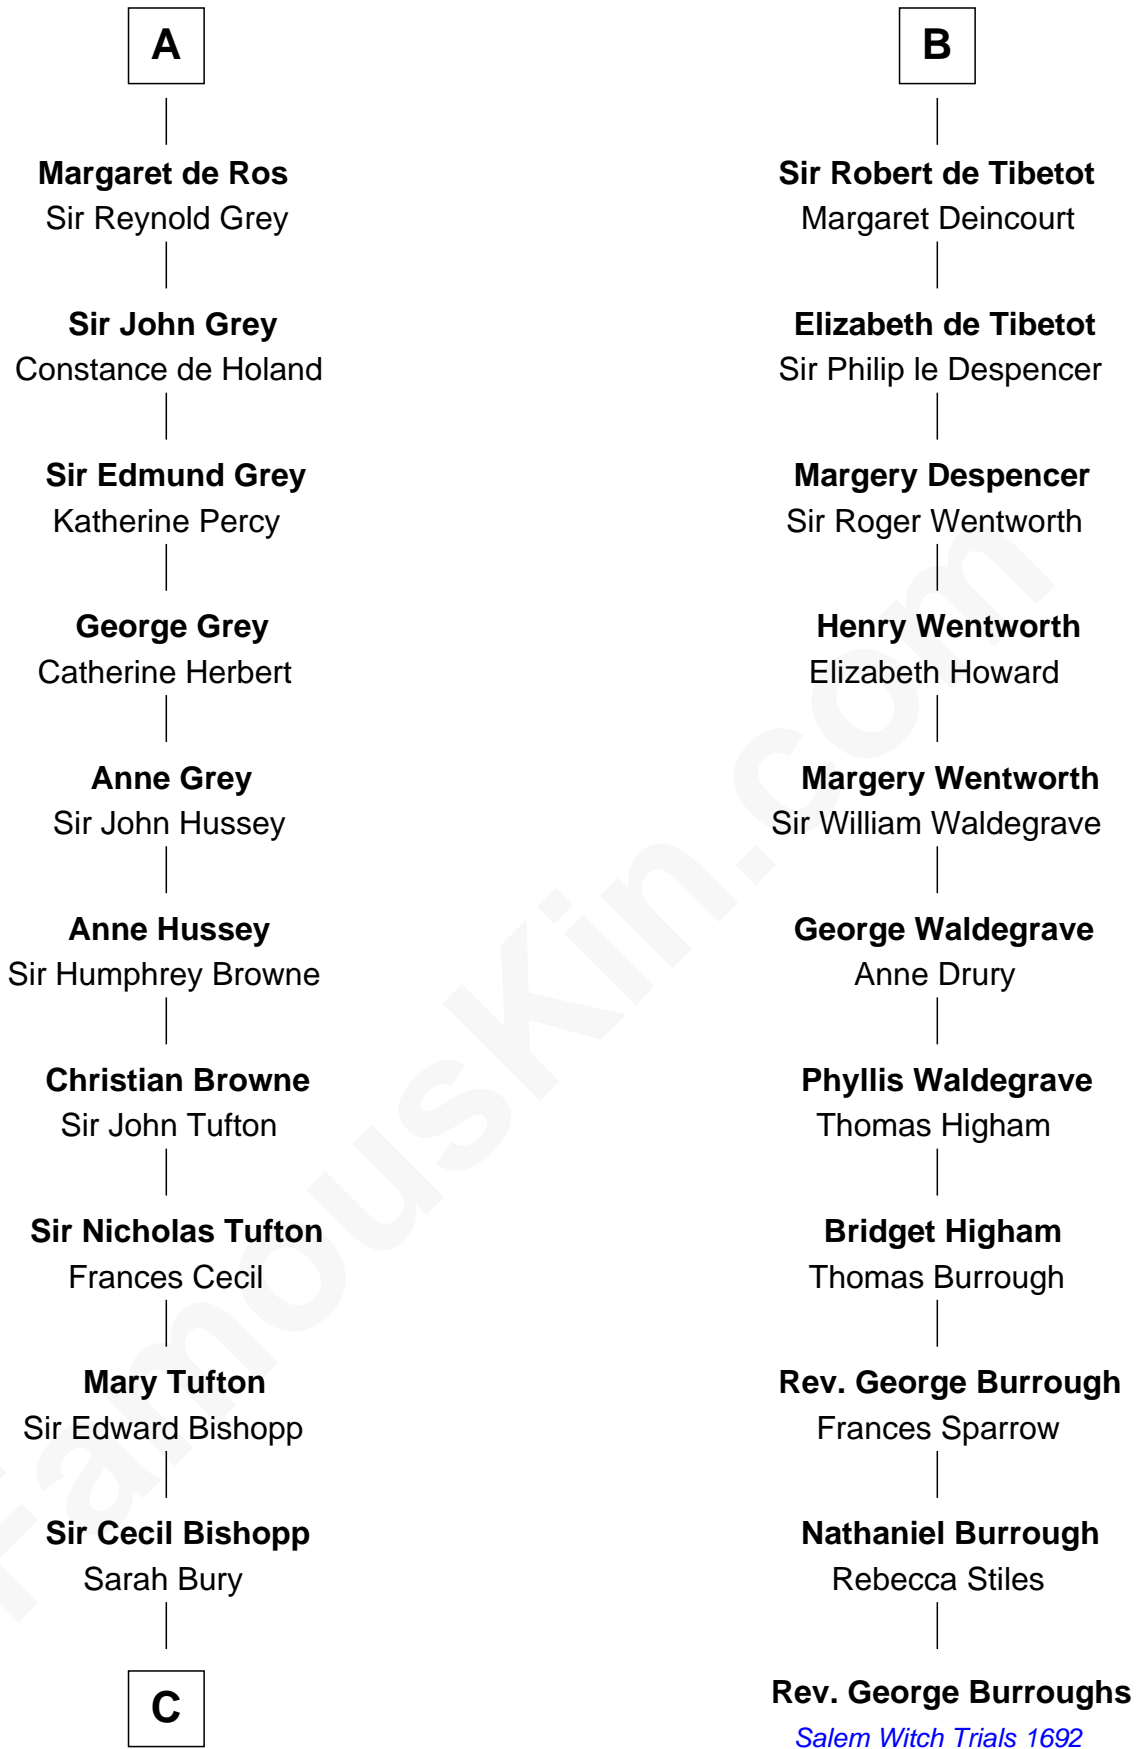 A
Margaret de Ros
Sir Reynold Grey
Sir John Grey
Constance de Holand
Sir Edmund Grey
Katherine Percy
George Grey
Catherine Herbert
Anne Grey
Sir John Hussey
Anne Hussey
Sir Humphrey Browne
Christian Browne
Sir John Tufton
Sir Nicholas Tufton
Frances Cecil
Mary Tufton
Sir Edward Bishopp
Sir Cecil Bishopp
Sarah Bury
C
B
Sir Robert de Tibetot
Margaret Deincourt
Elizabeth de Tibetot
Sir Philip le Despencer
Margery Despencer
Sir Roger Wentworth
Henry Wentworth
Elizabeth Howard
Margery Wentworth
Sir William Waldegrave
George Waldegrave
Anne Drury
Phyllis Waldegrave
Thomas Higham
Bridget Higham
Thomas Burrough
Rev. George Burrough
Frances Sparrow
Nathaniel Burrough
Rebecca Stiles
Rev. George Burroughs
Salem Witch Trials 1692
FamousKin.com